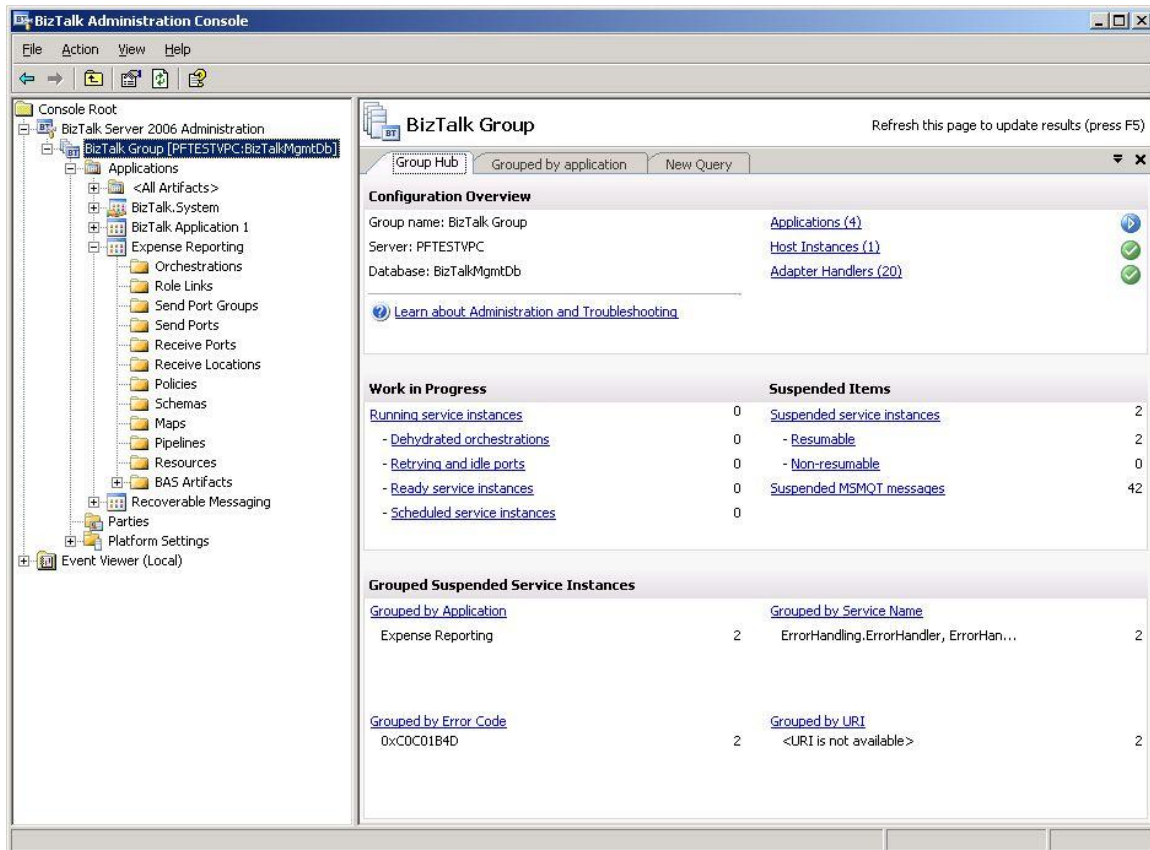 BizTalk Administration Console
File Action View Help
Console Root
BizTalk Server 2006 Administration
BizTalk Group [PFTESTVPC:BizTalkMgmtDb]
Applications
<All Artifacts>
BizTalk.System
BizTalk Application 1
Expense Reporting
Orchestrations
Role Links
Send Port Groups
Send Ports
Receive Ports
Receive Locations
Policies
Schemas
Maps
Pipelines
Resources
BAS Artifacts
Recoverable Messaging
Parties
Platform Settings
Event Viewer (Local)
BT BizTalk Group Refresh this page to update results (press F5)
Group Hub Grouped by application New Query
Configuration Overview
Group name: BizTalk Group Applications (4)
Server: PFTESTVPC Host Instances (1)
Database: BizTalkMgmtDb Adapter Handlers (20)
Learn about Administration and Troubleshooting
Work in Progress Suspended Items
Running service instances 0 Suspended service instances 2
- Dehydrated orchestrations 0 - Resumable 2
- Retrying and idle ports 0 - Non-resumable 0
- Ready service instances 0 Suspended MSMQT messages 42
- Scheduled service instances 0
Grouped Suspended Service Instances
Grouped by Application Grouped by Service Name
Expense Reporting 2 ErrorHandling.ErrorHandler, ErrorHan... 2
Grouped by Error Code Grouped by URI
0xC0C01B4D 2 <URI is not available> 2